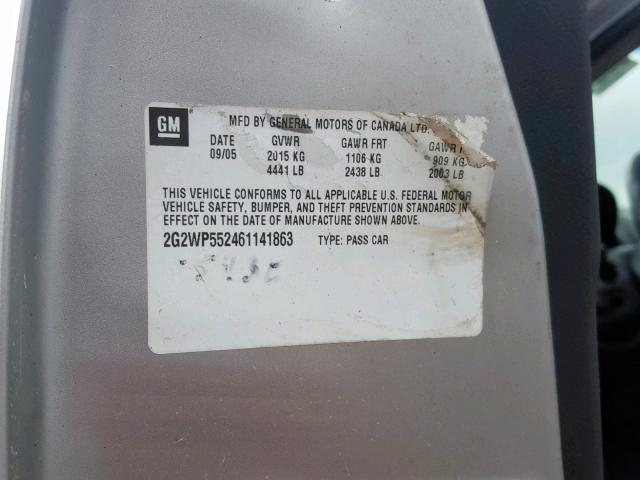 GM
MFD BY GENERAL MOTORS OF CANADA LTD.
DATE GVWR GAWR FRT GAWR
09/05 2015 KG 1106 KG 909 KG
4441 LB 2438 LB 2003 LB
THIS VEHICLE CONFORMS TO ALL APPLICABLE U.S. FEDERAL MOTOR
VEHICLE SAFETY, BUMPER, AND THEFT PREVENTION STANDARDS IN
EFFECT ON THE DATE OF MANUFACTURE SHOWN ABOVE.
2G2WP552461141863 TYPE: PASS CAR